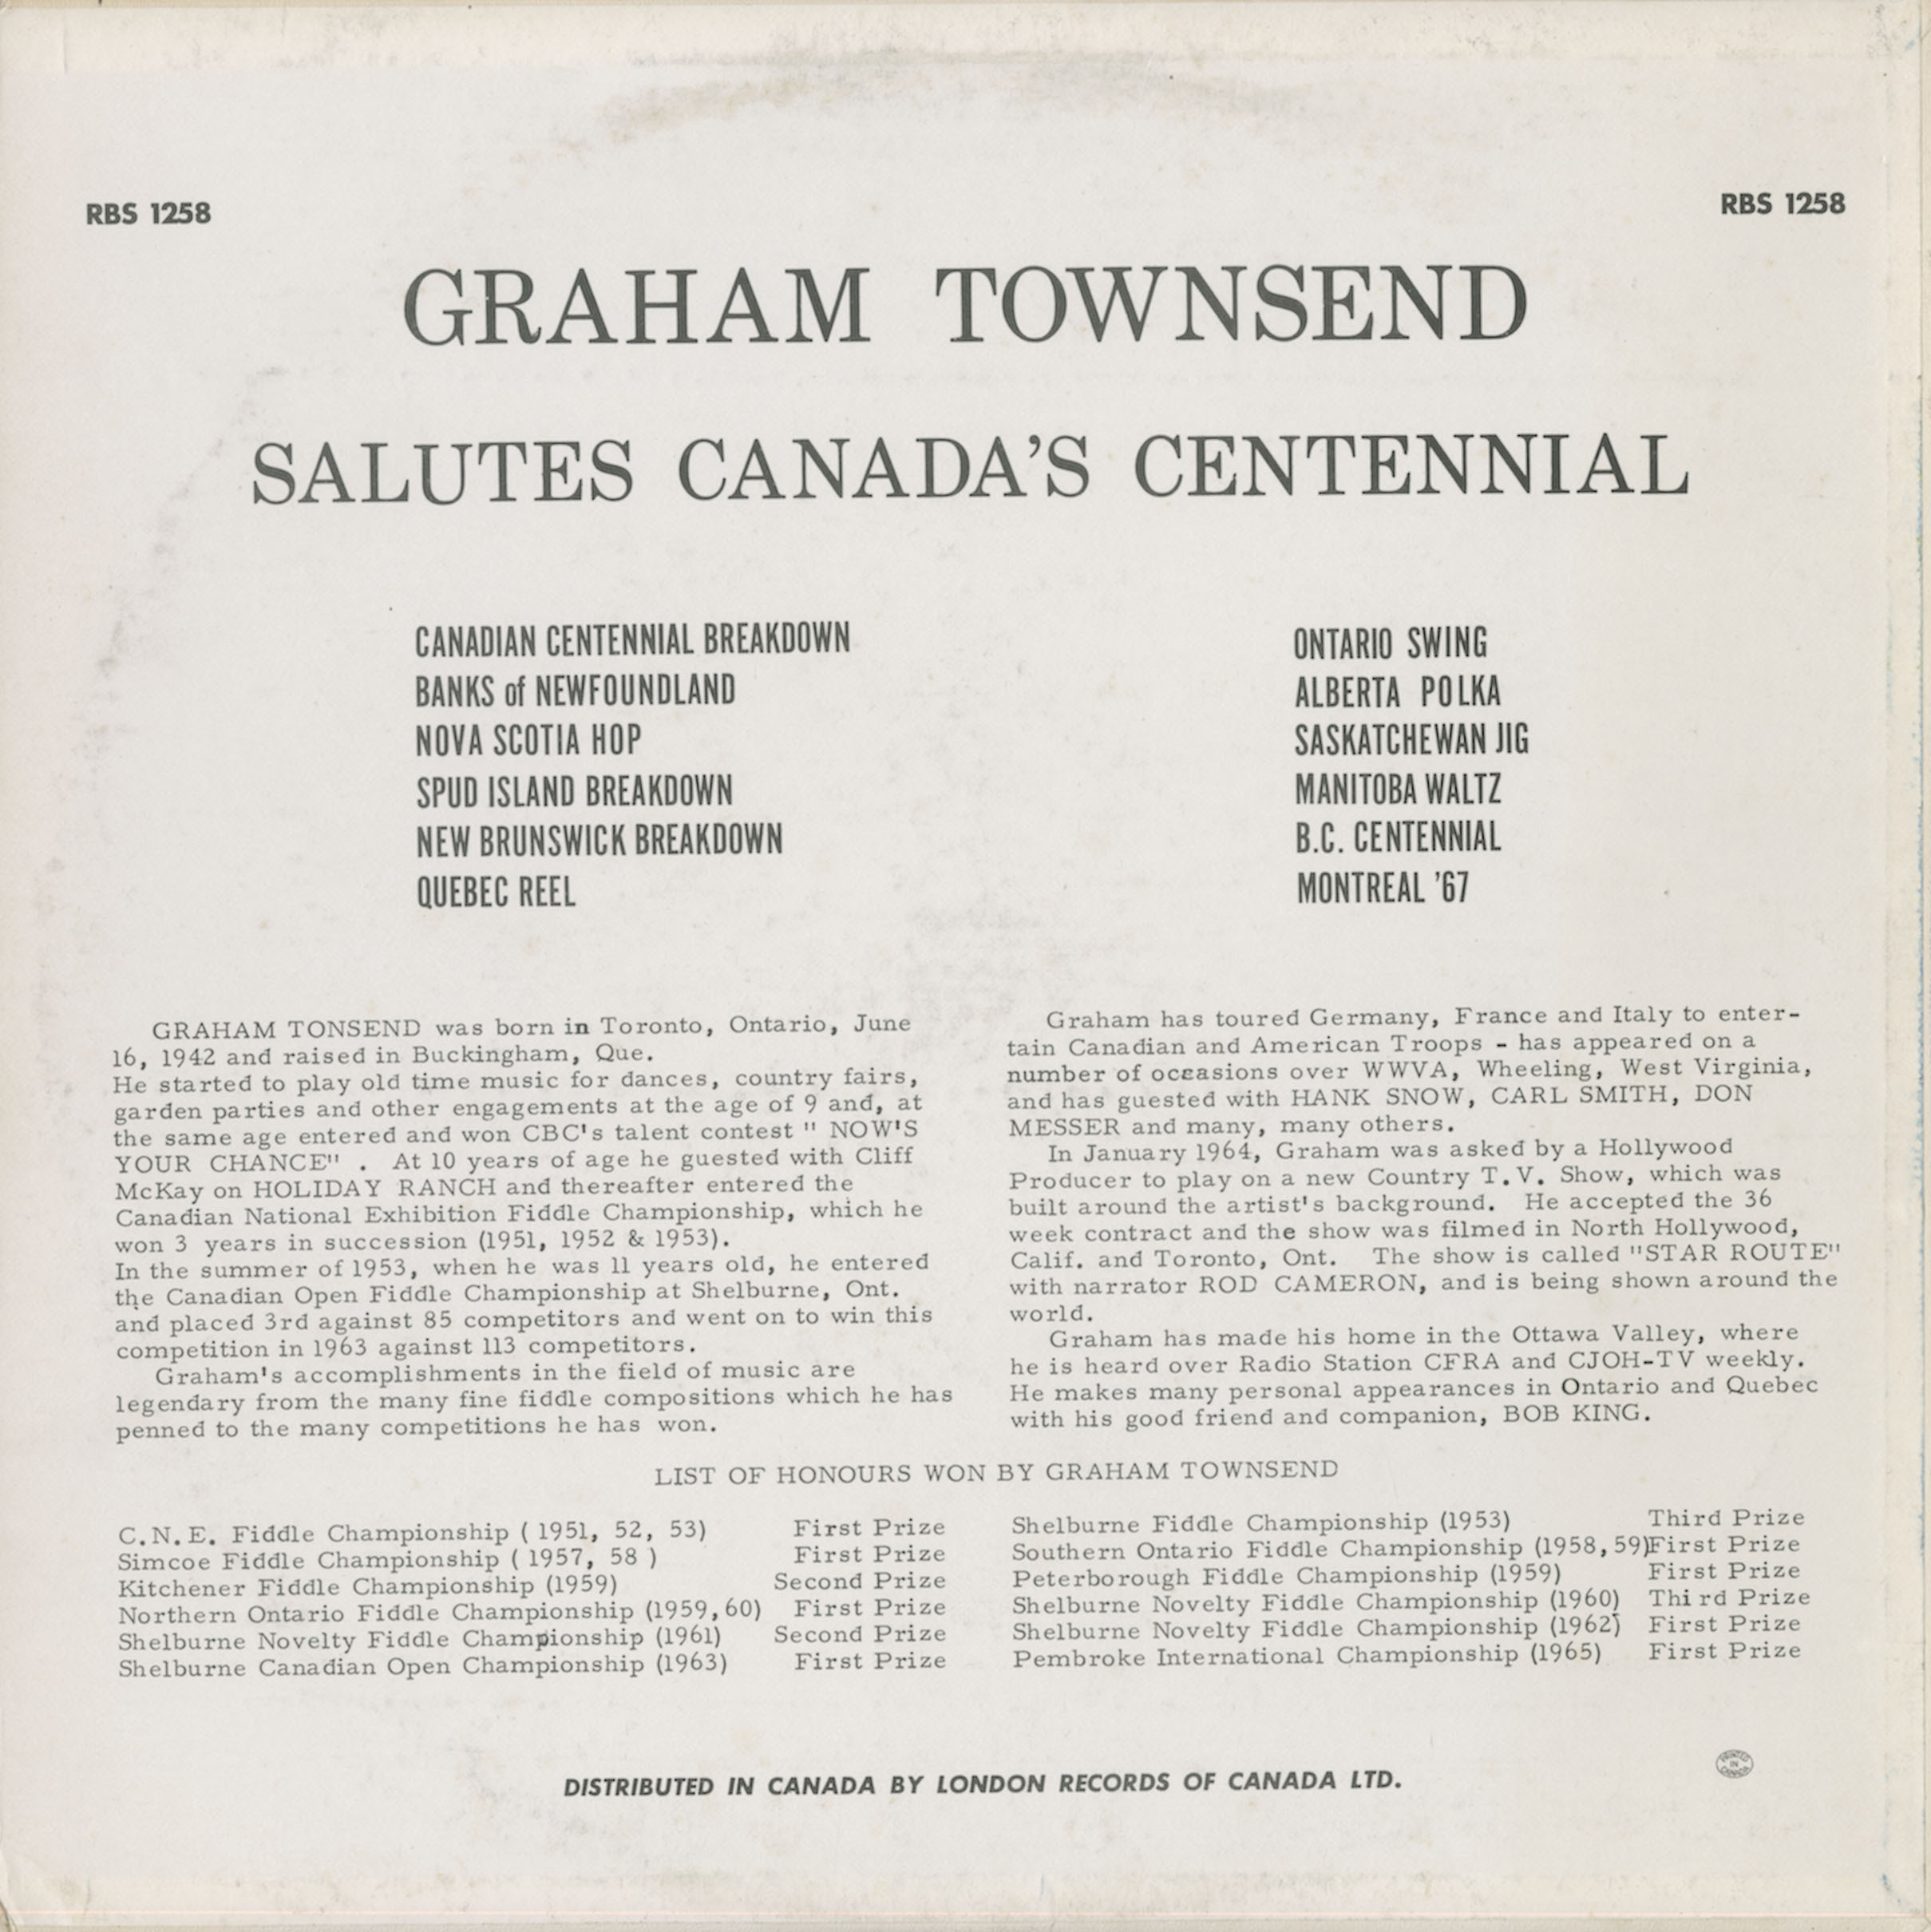 RBS 1258
RBS 1258
GRAHAM TOWNSEND
SALUTES CANADA'S CENTENNIAL
CANADIAN CENTENNIAL BREAKDOWN
BANKS of NEWFOUNDLAND
NOVA SCOTIA HOP
SPUD ISLAND BREAKDOWN
NEW BRUNSWICK BREAKDOWN
QUEBEC REEL
ONTARIO SWING
ALBERTA POLKA
SASKATCHEWAN JIG
MANITOBA WALTZ
B.C. CENTENNIAL
MONTREAL '67
GRAHAM TONSEND was born in Toronto, Ontario, June
16, 1942 and raised in Buckingham, Que.
He started to play old time music for dances, country fairs,
garden parties and other engagements at the age of 9 and, at
the same age entered and won CBC's talent contest " NOW'S
YOUR CHANCE" . At 10 years of age he guested with Cliff
McKay on HOLIDAY RANCH and thereafter entered the
Canadian National Exhibition Fiddle Championship, which he
won 3 years in succession (1951, 1952 & 1953).
In the summer of 1953, when he was 11 years old, he entered
the Canadian Open Fiddle Championship at Shelburne, Ont.
and placed 3rd against 85 competitors and went on to win this
competition in 1963 against 113 competitors.
Graham's accomplishments in the field of music are
legendary from the many fine fiddle compositions which he has
penned to the many competitions he has won.
Graham has toured Germany, France and Italy to enter-
tain Canadian and American Troops - has appeared on a
number of occasions over WWVA, Wheeling, West Virginia,
and has guested with HANK SNOW, CARL SMITH, DON
MESSER and many, many others.
In January 1964, Graham was asked by a Hollywood
Producer to play on a new Country T.V. Show, which was
built around the artist's background. He accepted the 36
week contract and the show was filmed in North Hollywood,
Calif. and Toronto, Ont. The show is called "STAR ROUTE"
with narrator ROD CAMERON, and is being shown around the
world.
Graham has made his home in the Ottawa Valley, where
he is heard over Radio Station CFRA and CJOH-TV weekly.
He makes many personal appearances in Ontario and Quebec
with his good friend and companion, BOB KING.
LIST OF HONOURS WON BY GRAHAM TOWNSEND
C.N.E. Fiddle Championship ( 1951, 52, 53) First Prize
Simcoe Fiddle Championship ( 1957, 58 ) First Prize
Kitchener Fiddle Championship (1959) Second Prize
Northern Ontario Fiddle Championship (1959, 60) First Prize
Shelburne Novelty Fiddle Championship (1961) Second Prize
Shelburne Canadian Open Championship (1963) First Prize
Shelburne Fiddle Championship (1953) Third Prize
Southern Ontario Fiddle Championship (1958, 59)First Prize
Peterborough Fiddle Championship (1959) First Prize
Shelburne Novelty Fiddle Championship (1960) Third Prize
Shelburne Novelty Fiddle Championship (1962) First Prize
Pembroke International Championship (1965) First Prize
DISTRIBUTED IN CANADA BY LONDON RECORDS OF CANADA LTD.
PRINTED
IN
CANADA